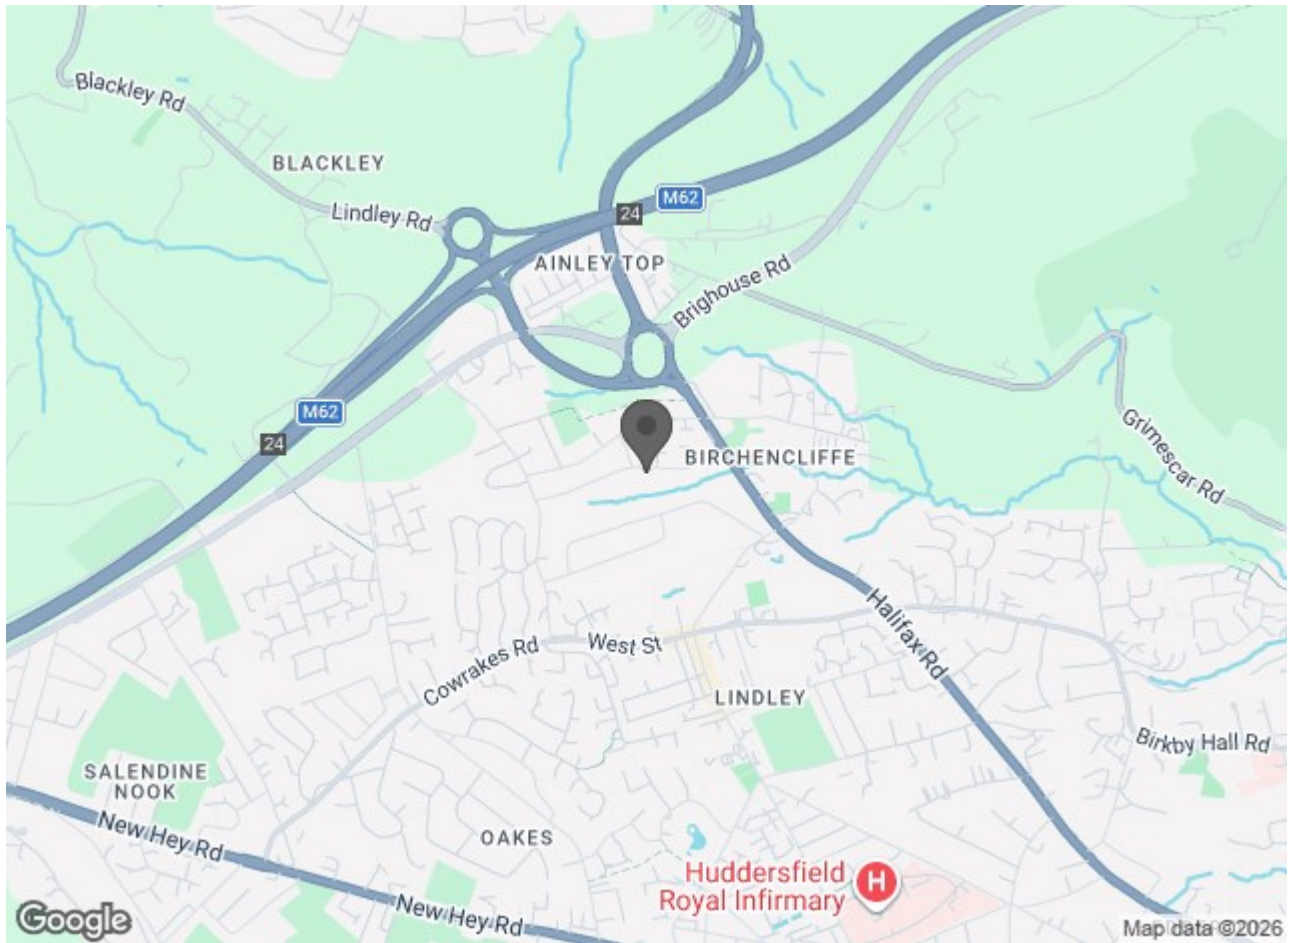 Blackley Rd
BLACKLEY
Lindley Rd
M62
24
AINLEY TOP
Brighouse Rd
M62
24
Grimescar Rd
BIRCHENCLIFFE
Halifax Rd
West St
Cowrakes Rd
LINDLEY
Birkby Hall Rd
SALENDINE
NOOK
New Hey Rd
OAKES
Huddersfield
Royal Infirmary
H
New Hey Rd
Google
Map data ©2026